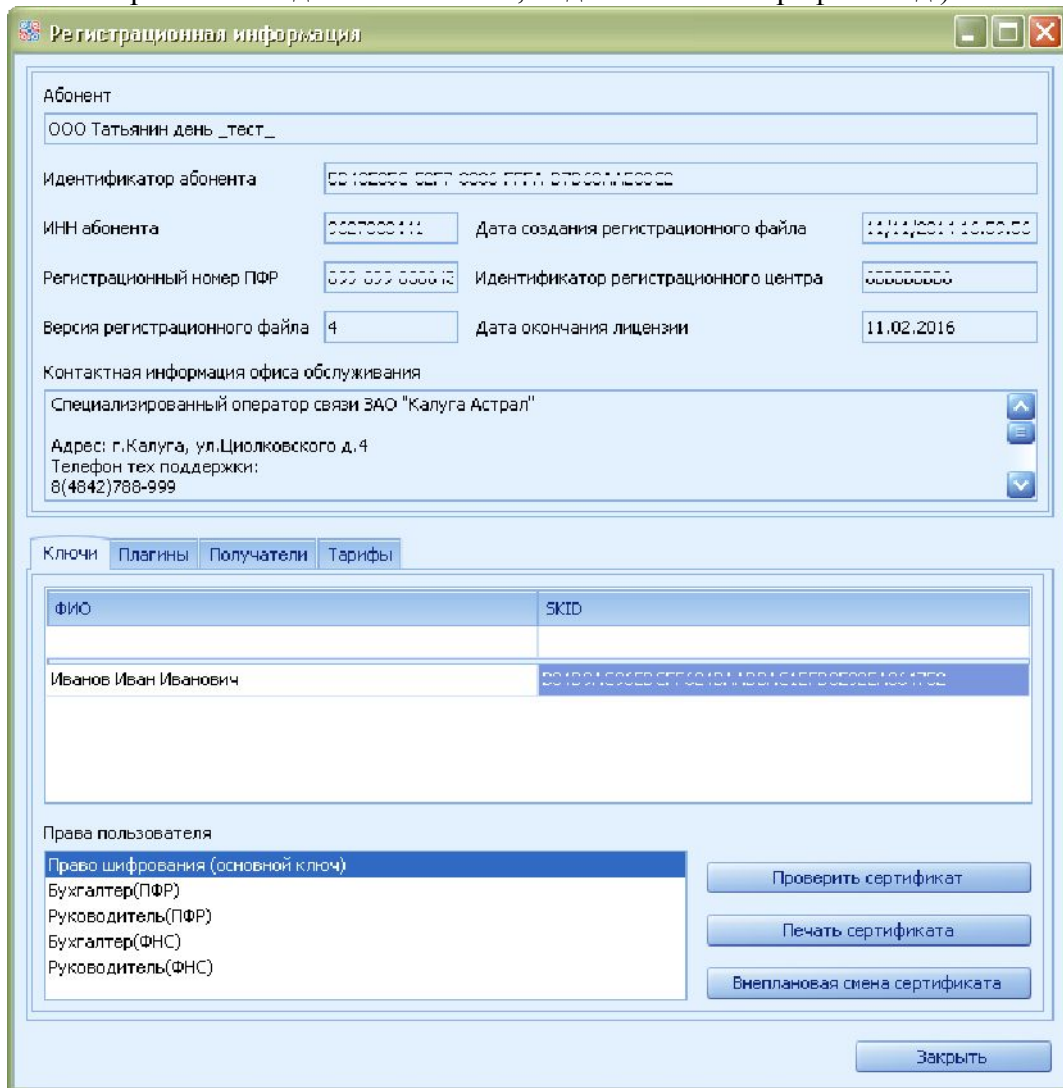 Регистрационная информация
Абонент
ООО Татьянин день _тест_
Идентификатор абонента
ИНН абонента
Дата создания регистрационного файла
Регистрационный номер ПФР
Идентификатор регистрационного центра
Версия регистрационного файла 4
Дата окончания лицензии 11.02.2016
Контактная информация офиса обслуживания
Специализированный оператор связи ЗАО "Калуга Астрал"
Адрес: г.Калуга, ул.Циолковского д.4
Телефон тех поддержки:
8(4842)788-999
Ключи Плагины Получатели Тарифы
ФИО SKID
Иванов Иван Иванович
Права пользователя
Право шифрования (основной ключ)
Бухгалтер(ПФР)
Руководитель(ПФР)
Бухгалтер(ФНС)
Руководитель(ФНС)
Проверить сертификат
Печать сертификата
Внеплановая смена сертификата
Закрыть